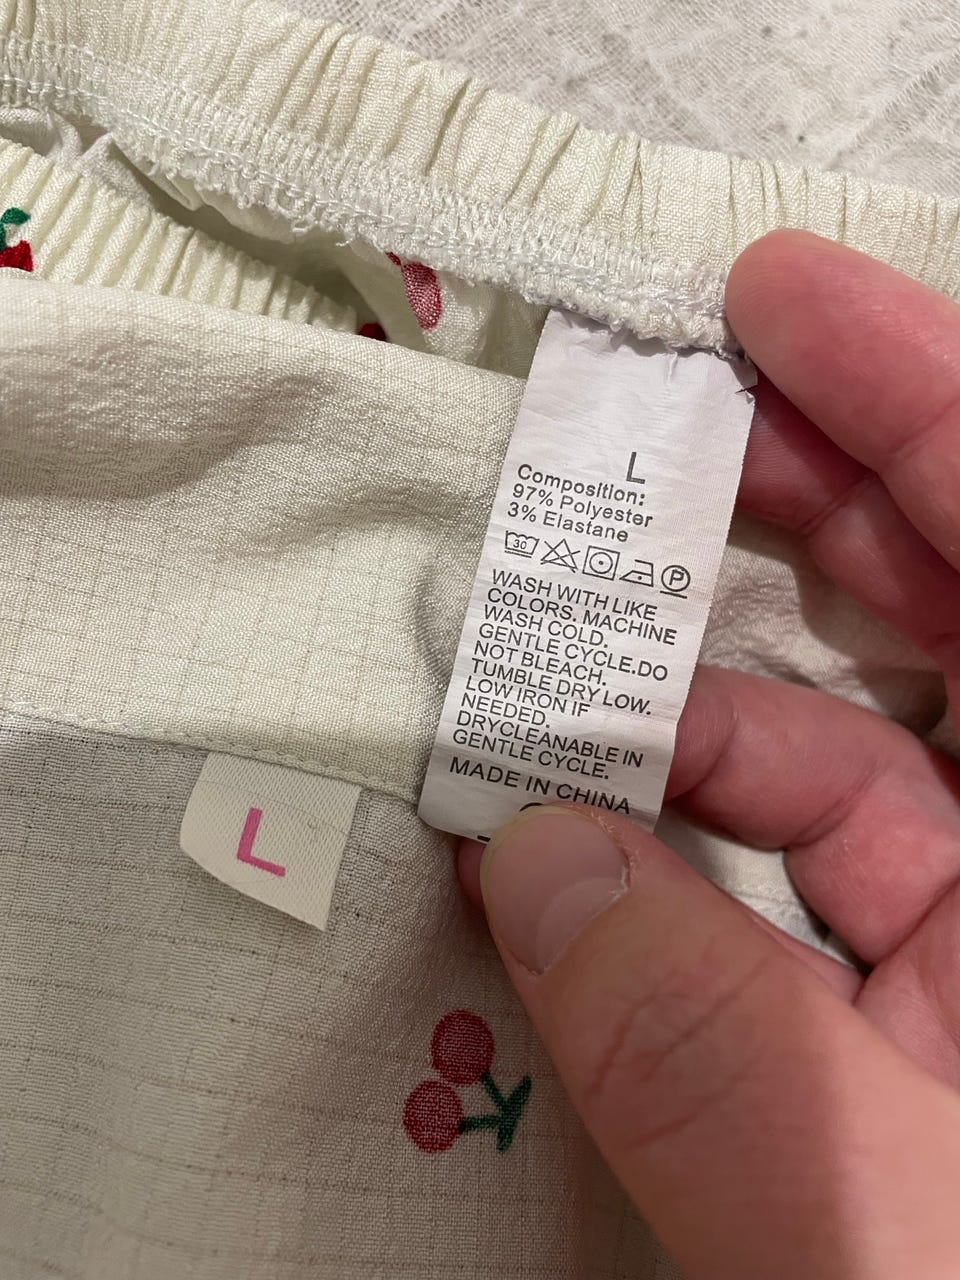 L
Composition:
97% Polyester
3% Elastane
30 P
WASH WITH LIKE
COLORS. MACHINE
WASH COLD.
GENTLE CYCLE.DO
NOT BLEACH.
TUMBLE DRY LOW.
LOW IRON IF
NEEDED.
DRYCLEANABLE IN
GENTLE CYCLE.
MADE IN CHINA
L